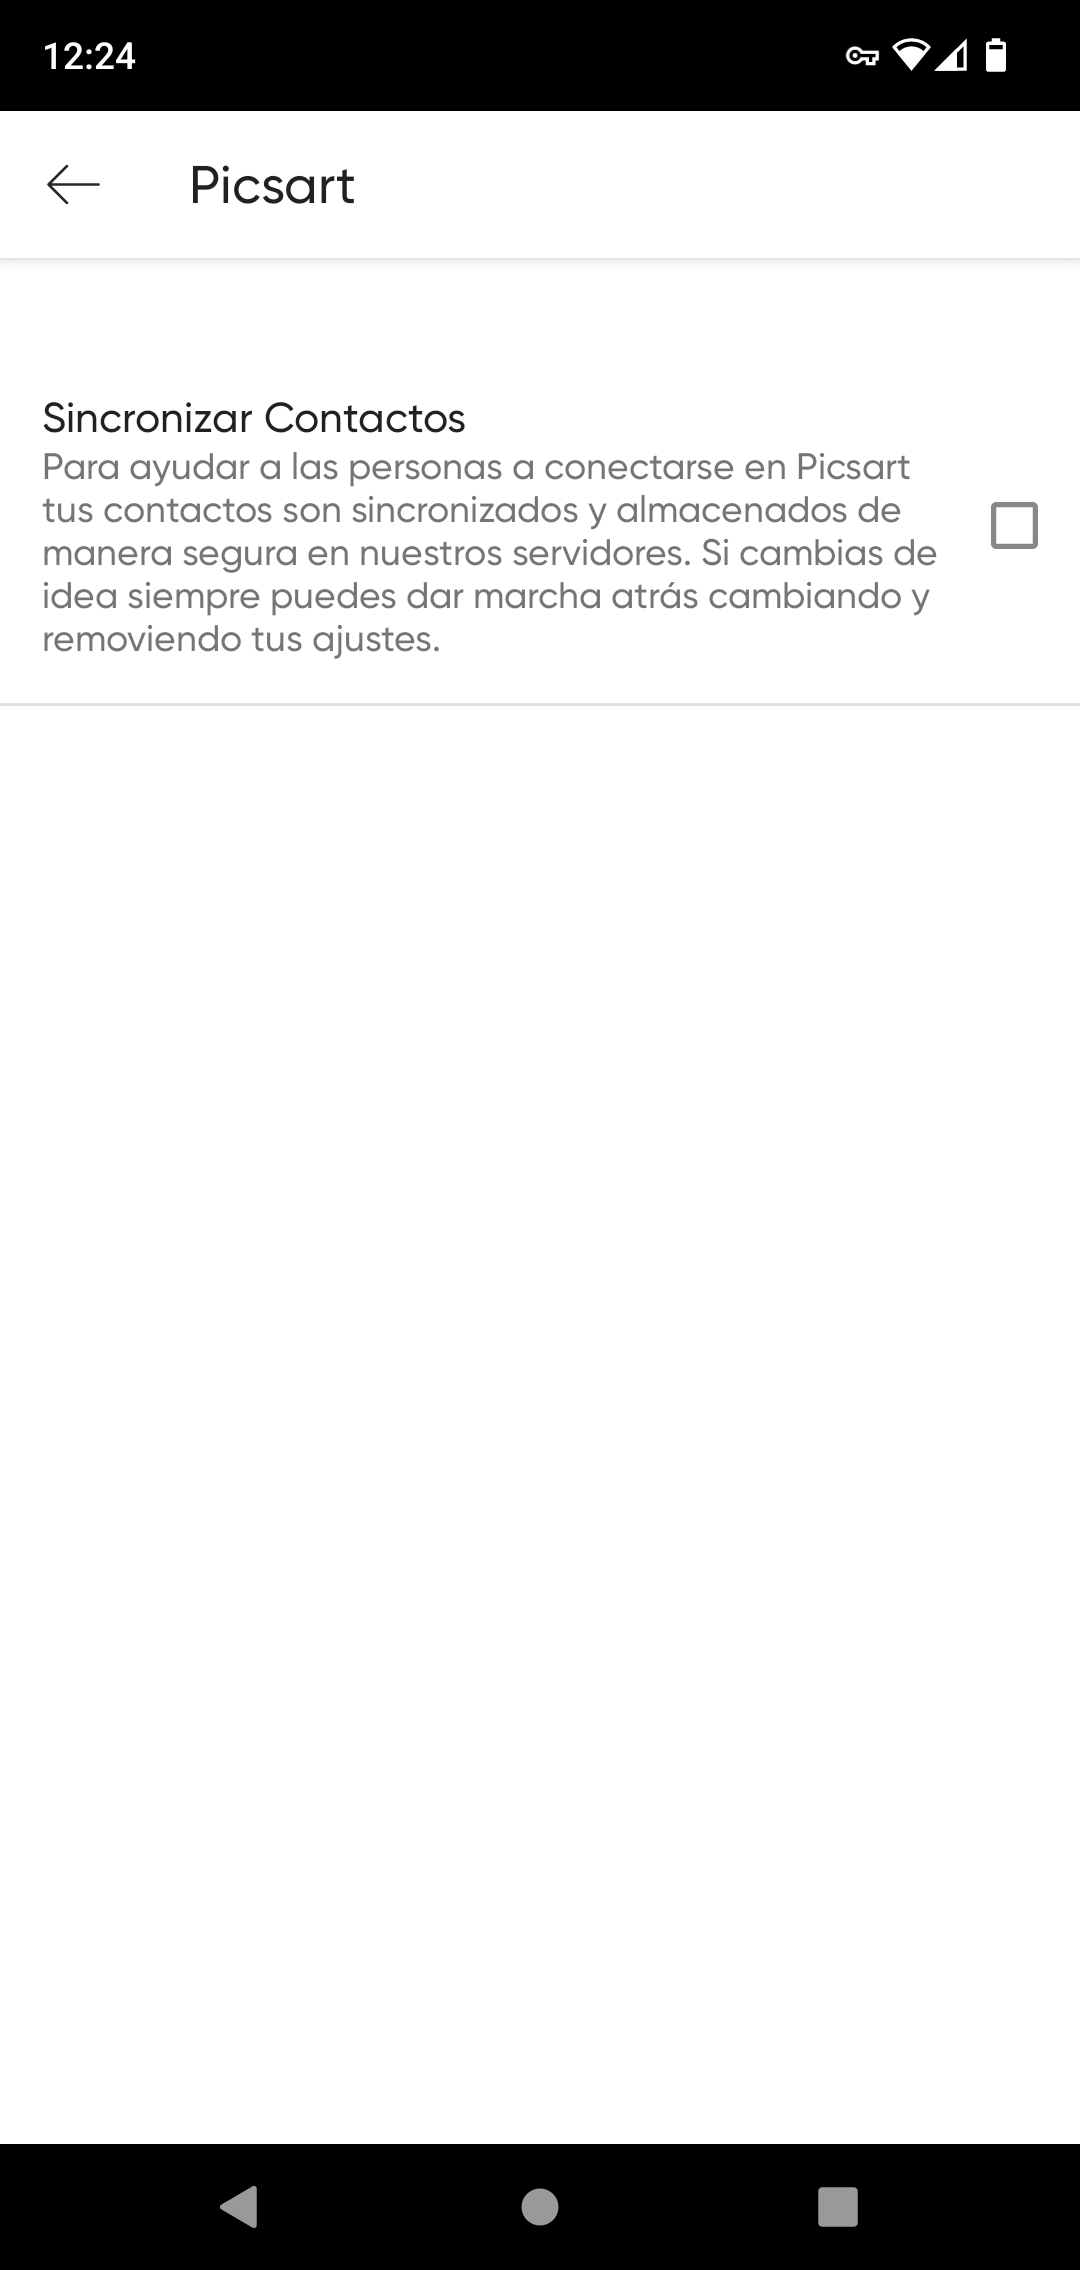 12:24
Picsart
Sincronizar Contactos
Para ayudar a las personas a conectarse en Picsart
tus contactos son sincronizados y almacenados de
manera segura en nuestros servidores. Si cambias de
idea siempre puedes dar marcha atrás cambiando y
removiendo tus ajustes.